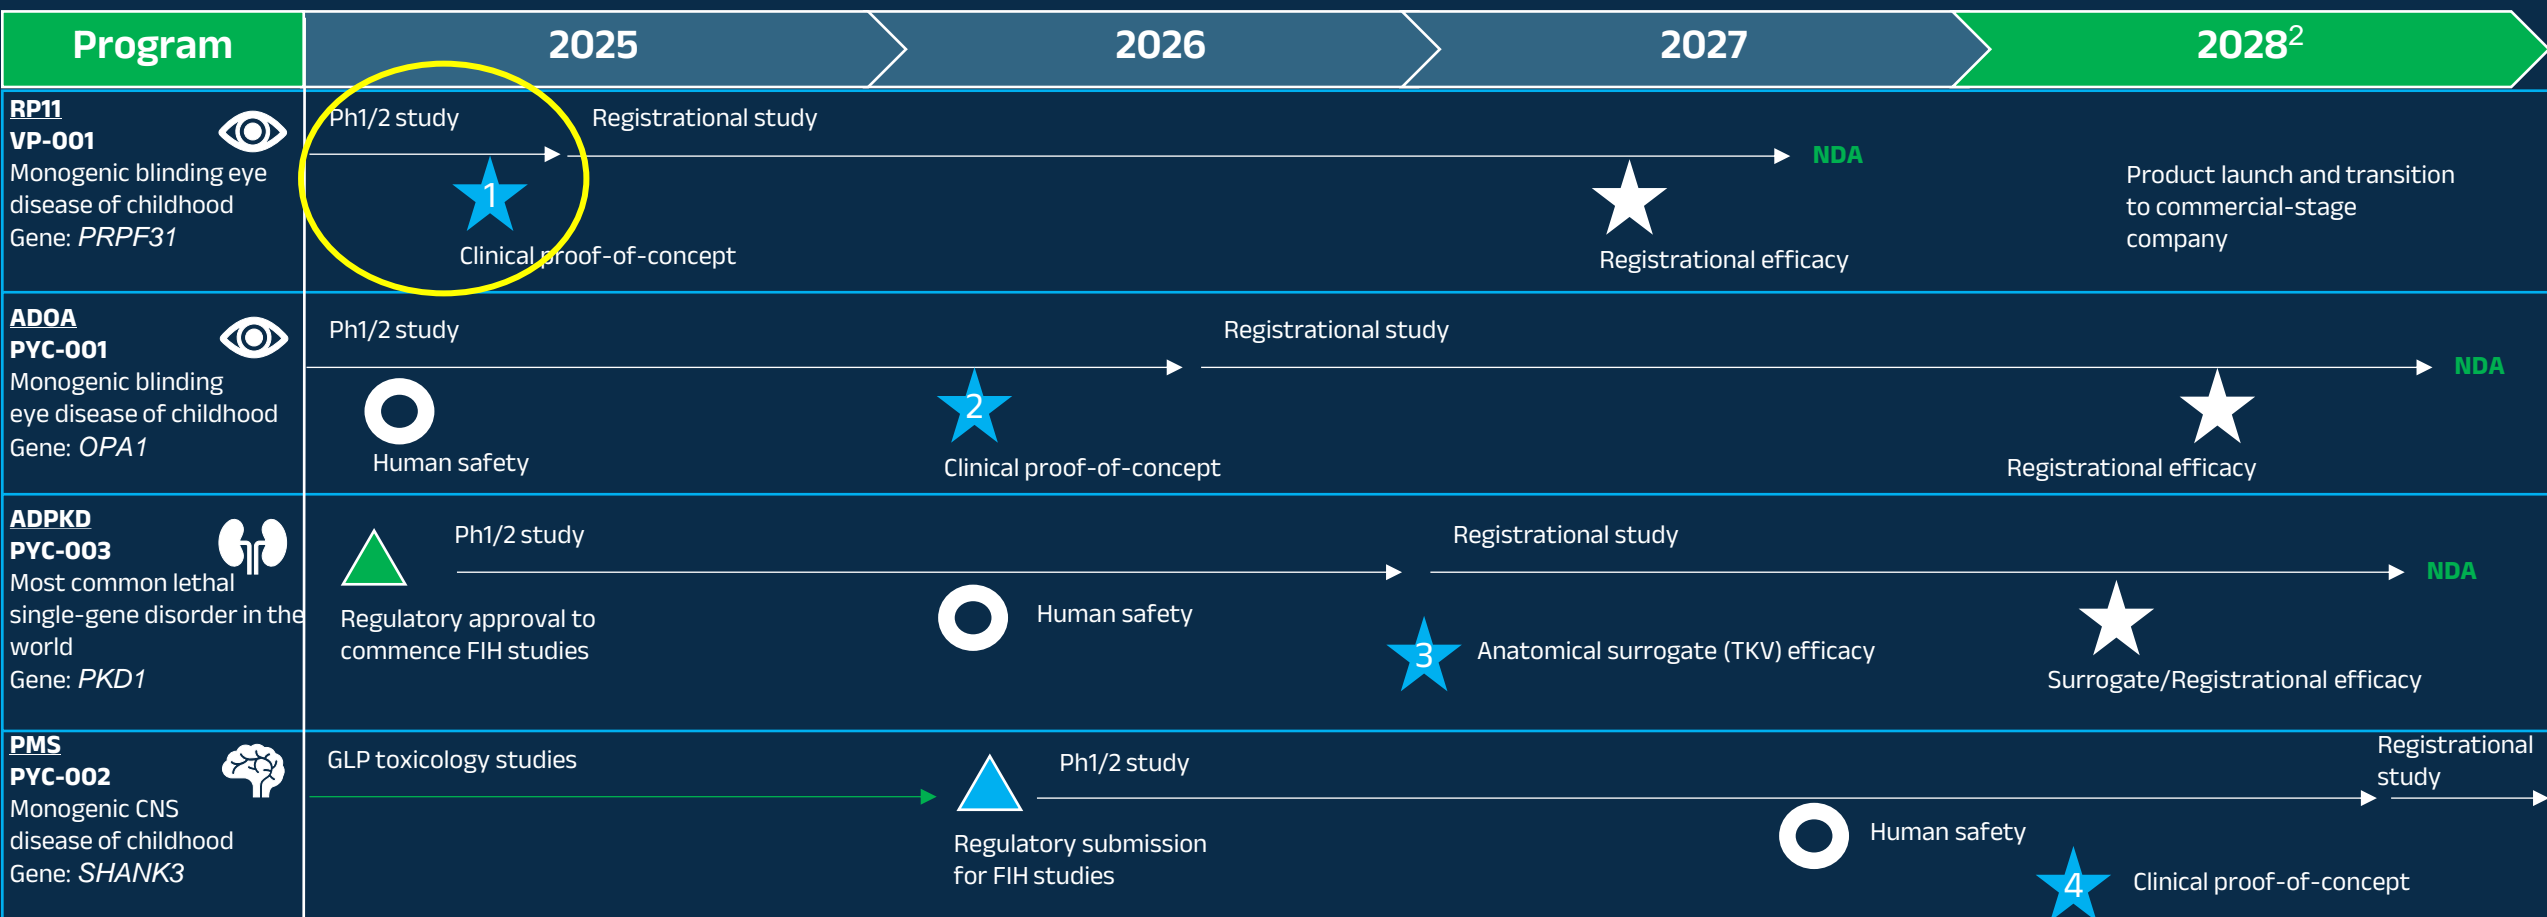 Program
2025
2026
2027
2028²
RP11
VP-001
Monogenic blinding eye
disease of childhood
Gene: PRPF31
Ph1/2 study
Registrational study
1
Clinical proof-of-concept
NDA
Registrational efficacy
Product launch and transition
to commercial-stage
company
ADOA
PYC-001
Monogenic blinding
eye disease of childhood
Gene: OPA1
Ph1/2 study
Human safety
2
Clinical proof-of-concept
Registrational study
NDA
Registrational efficacy
ADPKD
PYC-003
Most common lethal
single-gene disorder in the
world
Gene: PKD1
Regulatory approval to
commence FIH studies
Ph1/2 study
Human safety
3
Anatomical surrogate (TKV) efficacy
Registrational study
NDA
Surrogate/Registrational efficacy
PMS
PYC-002
Monogenic CNS
disease of childhood
Gene: SHANK3
GLP toxicology studies
Regulatory submission
for FIH studies
Ph1/2 study
Human safety
4
Clinical proof-of-concept
Registrational
study